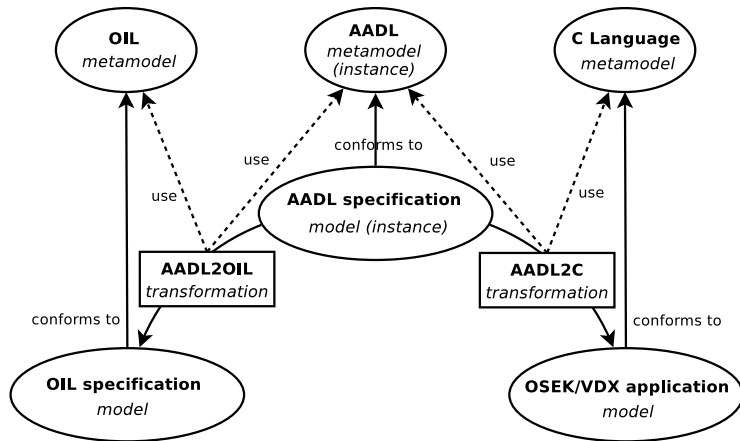 OIL
metamodel
AADL
metamodel
(instance)
C Language
metamodel
conforms to
use
use
use
use
AADL specification
model (instance)
AADL2OIL
transformation
AADL2C
transformation
conforms to
conforms to
OIL specification
model
OSEK/VDX application
model